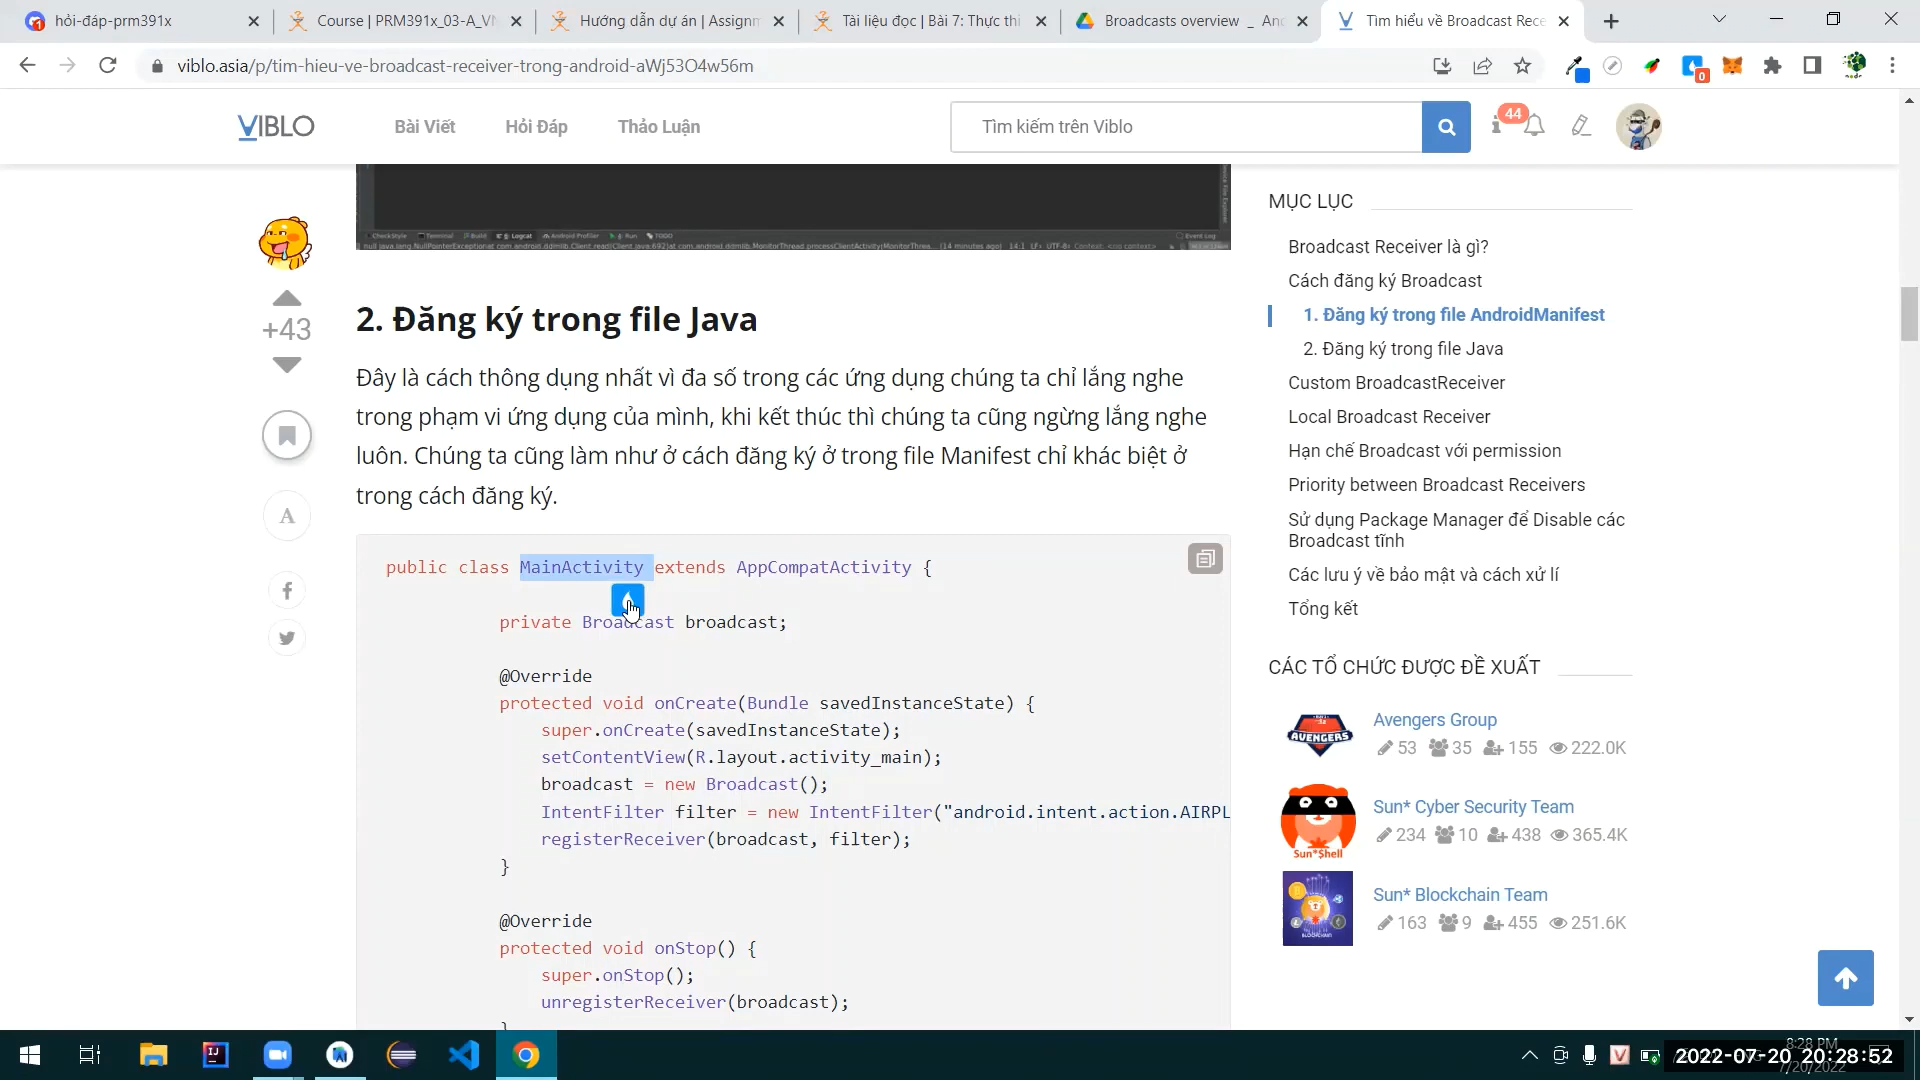 hỏi-đáp-prm391x
Course | PRM391x_03-A_VN
Hướng dẫn dự án | Assignm
Tài liệu đọc | Bài 7: Thực thi
Broadcasts overview _ And
Tìm hiểu về Broadcast Rece
viblo.asia/p/tim-hieu-ve-broadcast-receiver-trong-android-aWj53O4w56m
0
VIBLO
Bài Viết
Hỏi Đáp
Thảo Luận
Tìm kiếm trên Viblo
44
+43
A
2. Đăng ký trong file Java
Đây là cách thông dụng nhất vì đa số trong các ứng dụng chúng ta chỉ lắng nghe
trong phạm vi ứng dụng của mình, khi kết thúc thì chúng ta cũng ngừng lắng nghe
luôn. Chúng ta cũng làm như ở cách đăng ký ở trong file Manifest chỉ khác biệt ở
trong cách đăng ký.
public class MainActivity extends AppCompatActivity {
private Broadcast broadcast;
@Override
protected void onCreate(Bundle savedInstanceState) {
super.onCreate(savedInstanceState);
setContentView(R.layout.activity_main);
broadcast = new Broadcast();
IntentFilter filter = new IntentFilter("android.intent.action.AIRPL
registerReceiver(broadcast, filter);
}
@Override
protected void onStop() {
super.onStop();
unregisterReceiver(broadcast);
}
MỤC LỤC
Broadcast Receiver là gì?
Cách đăng ký Broadcast
1. Đăng ký trong file AndroidManifest
2. Đăng ký trong file Java
Custom BroadcastReceiver
Local Broadcast Receiver
Hạn chế Broadcast với permission
Priority between Broadcast Receivers
Sử dụng Package Manager để Disable các
Broadcast tĩnh
Các lưu ý về bảo mật và cách xử lí
Tổng kết
CÁC TỔ CHỨC ĐƯỢC ĐỀ XUẤT
AVENGERS
Avengers Group
53 35 155 222.0K
Sun*Shell
Sun* Cyber Security Team
234 10 438 365.4K
Sun* Blockchain Team
163 9 455 251.6K
8:28 PM
7/20/2022
2022-07-20 20:28:52